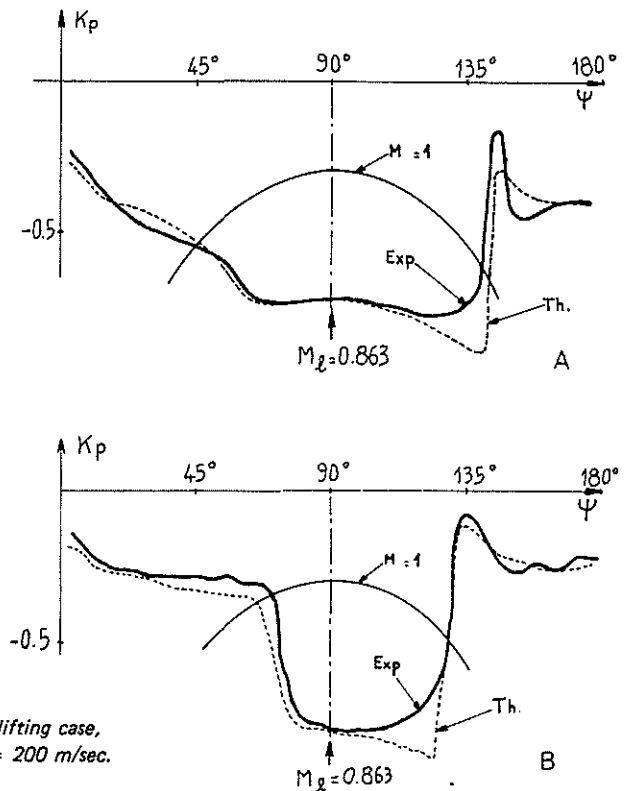 Kp
45° 90° 135° 180°
ψ
M = 1
-0.5
Exp
Th.
Mℓ=0.863
A
Kp
45° 90° 135° 180°
ψ
M = 1
-0.5
Exp
Th.
lifting case,
= 200 m/sec.
Mℓ=0.863
B